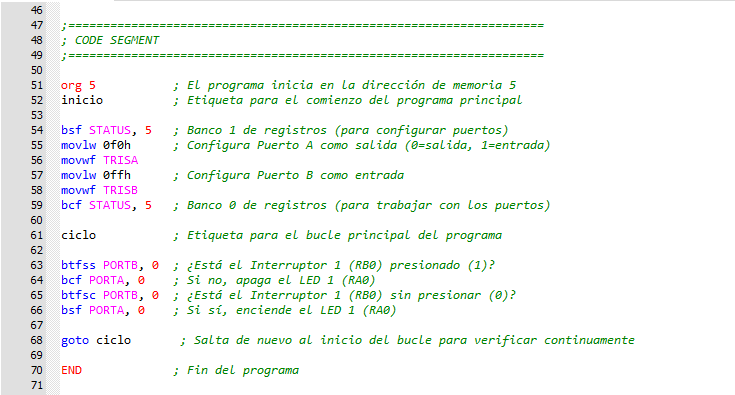 46
47 ;====================================================================
48 ; CODE SEGMENT
49 ;====================================================================
50
51 org 5 ; El programa inicia en la dirección de memoria 5
52 inicio ; Etiqueta para el comienzo del programa principal
53
54 bsf STATUS, 5 ; Banco 1 de registros (para configurar puertos)
55 movlw 0f0h ; Configura Puerto A como salida (0=salida, 1=entrada)
56 movwf TRISA
57 movlw 0ffh ; Configura Puerto B como entrada
58 movwf TRISB
59 bcf STATUS, 5 ; Banco 0 de registros (para trabajar con los puertos)
60
61 ciclo ; Etiqueta para el bucle principal del programa
62
63 btfss PORTB, 0 ; ¿Está el Interruptor 1 (RB0) presionado (1)?
64 bcf PORTA, 0 ; Si no, apaga el LED 1 (RA0)
65 btfsc PORTB, 0 ; ¿Está el Interruptor 1 (RB0) sin presionar (0)?
66 bsf PORTA, 0 ; Si sí, enciende el LED 1 (RA0)
67
68 goto ciclo ; Salta de nuevo al inicio del bucle para verificar continuamente
69
70 END ; Fin del programa
71